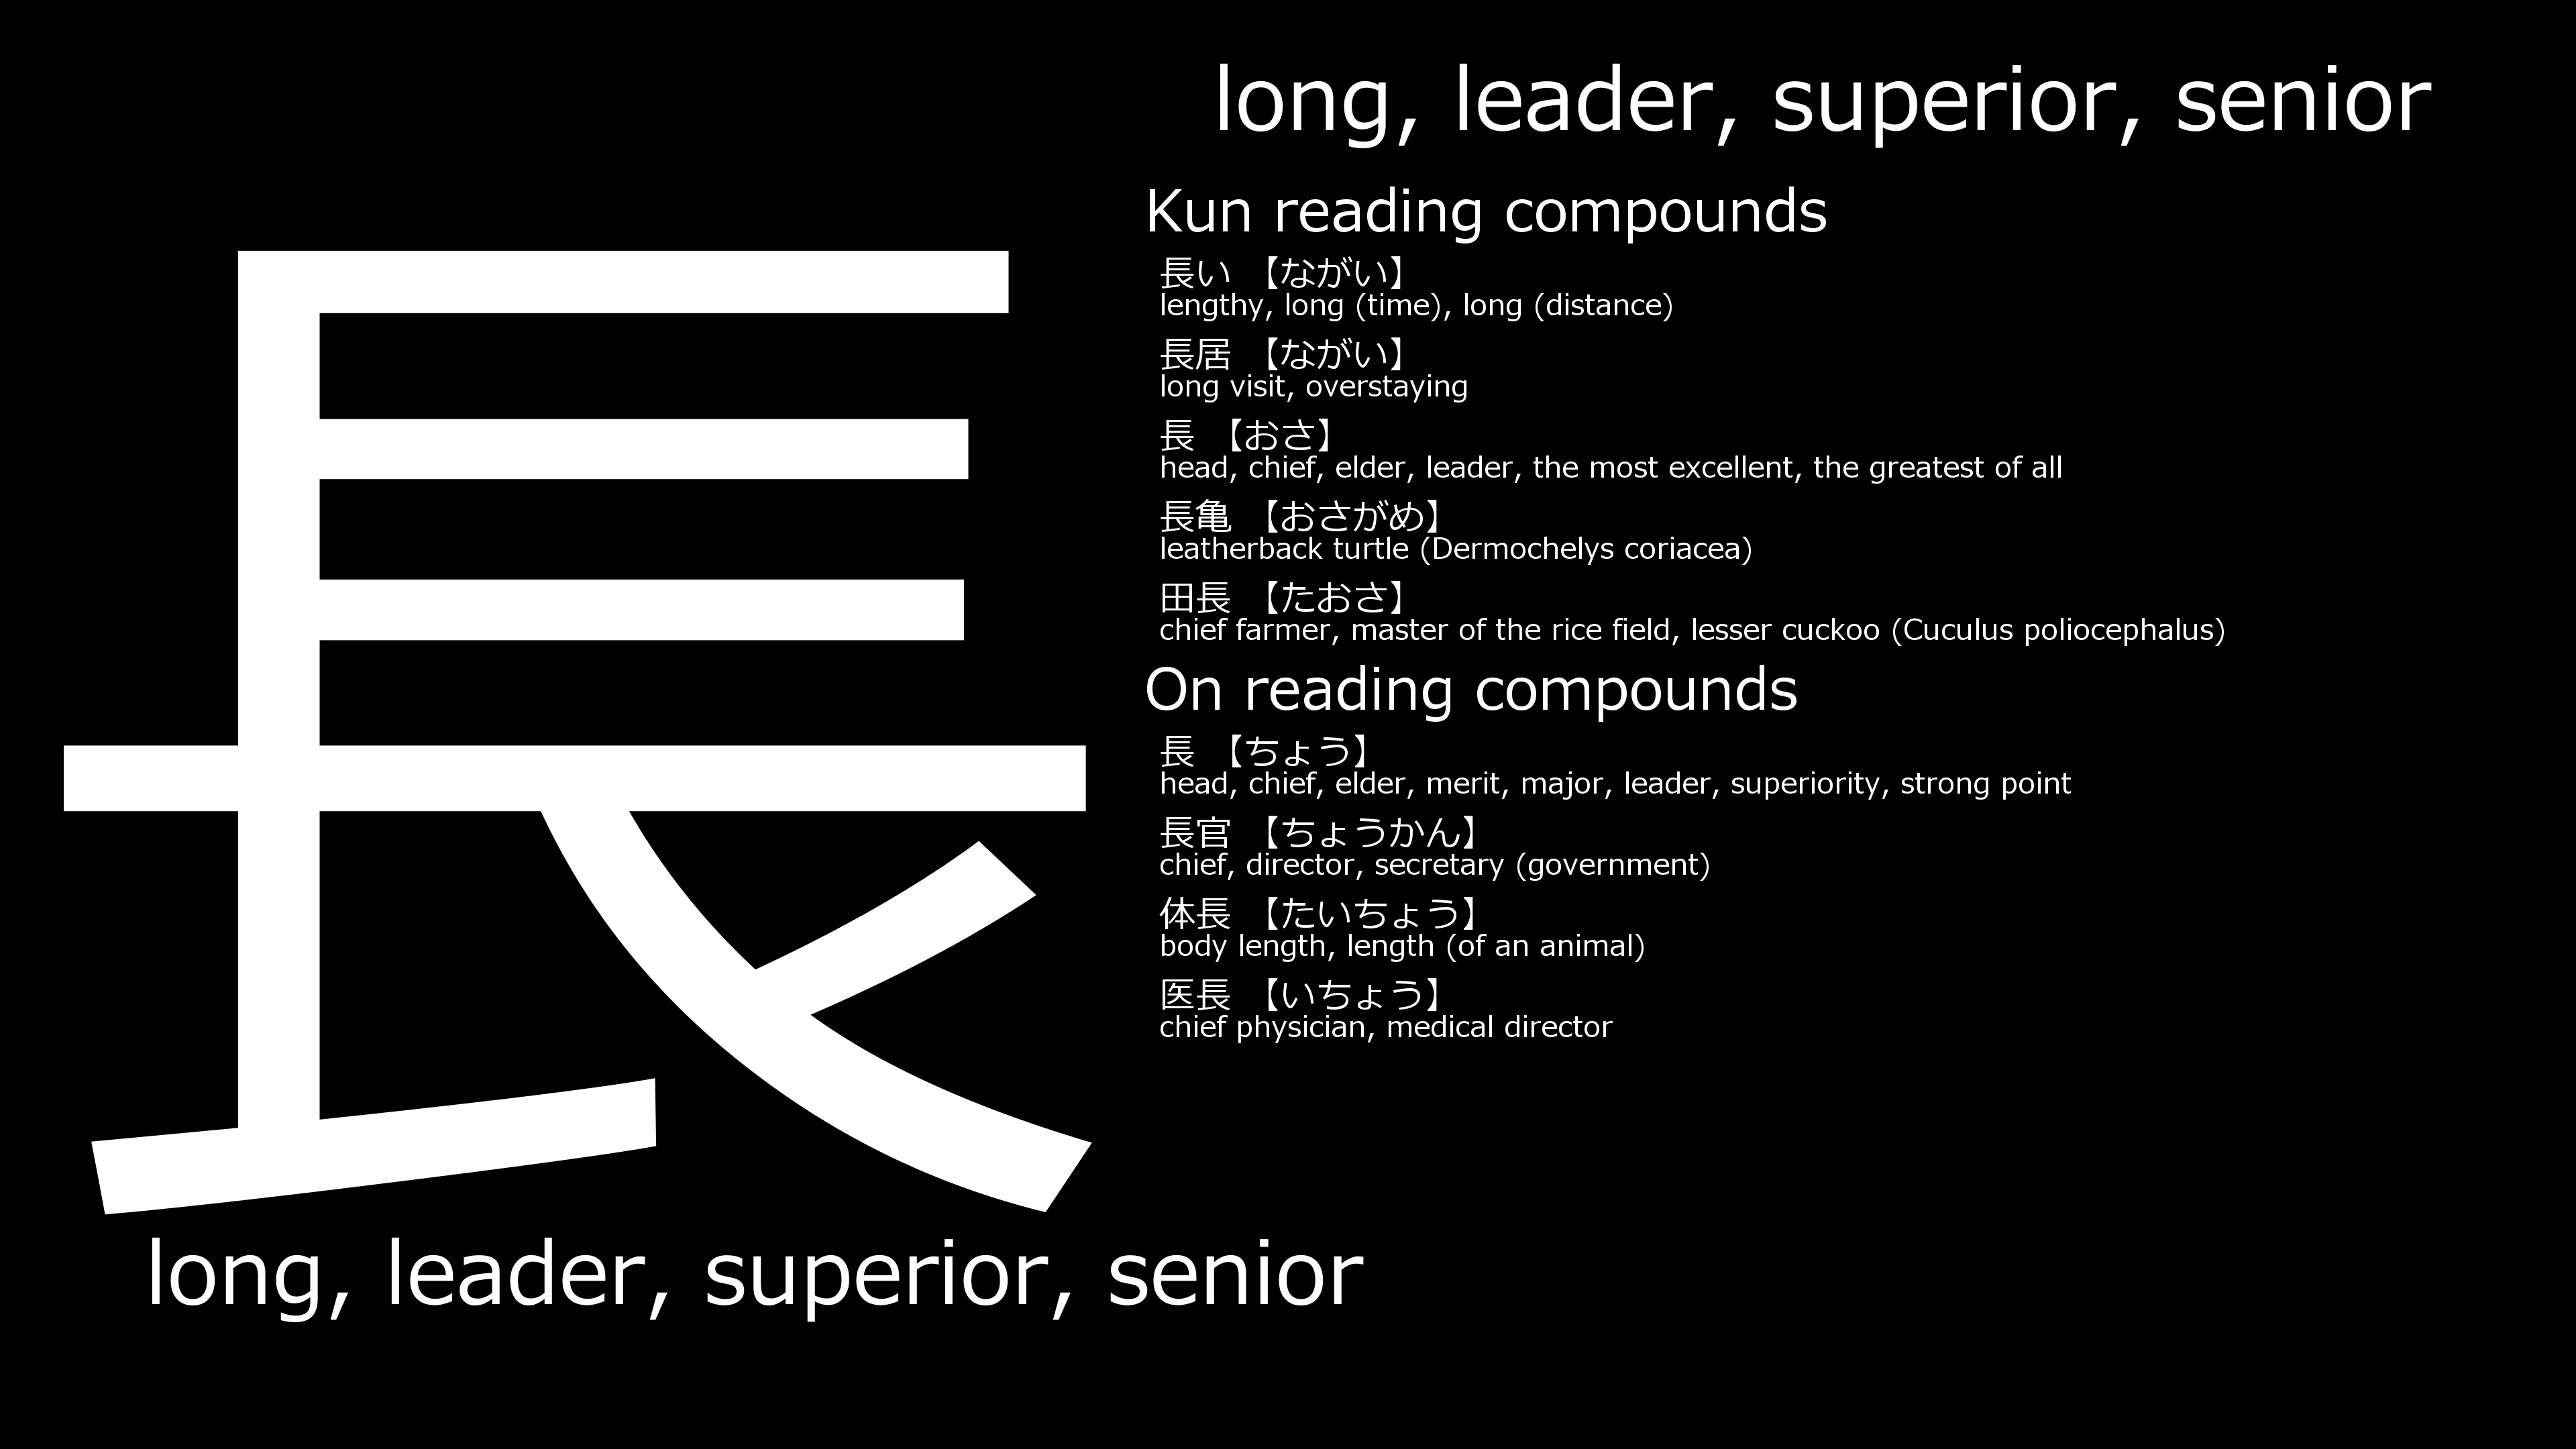 長
long, leader, superior, senior
long, leader, superior, senior
Kun reading compounds
長い 【ながい】
lengthy, long (time), long (distance)
長居 【ながい】
long visit, overstaying
長 【おさ】
head, chief, elder, leader, the most excellent, the greatest of all
長亀 【おさがめ】
leatherback turtle (Dermochelys coriacea)
田長 【たおさ】
chief farmer, master of the rice field, lesser cuckoo (Cuculus poliocephalus)
On reading compounds
長 【ちょう】
head, chief, elder, merit, major, leader, superiority, strong point
長官 【ちょうかん】
chief, director, secretary (government)
体長 【たいちょう】
body length, length (of an animal)
医長 【いちょう】
chief physician, medical director